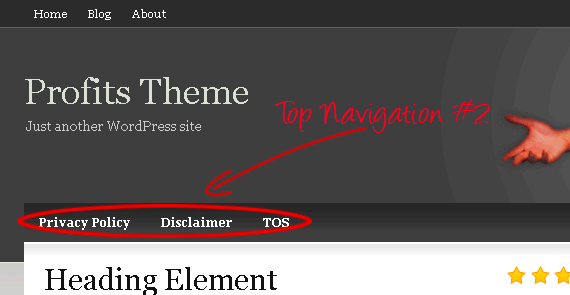 Home Blog About
Profits Theme
Just another WordPress site
Top Navigation #2
Privacy Policy Disclaimer TOS
Heading Element